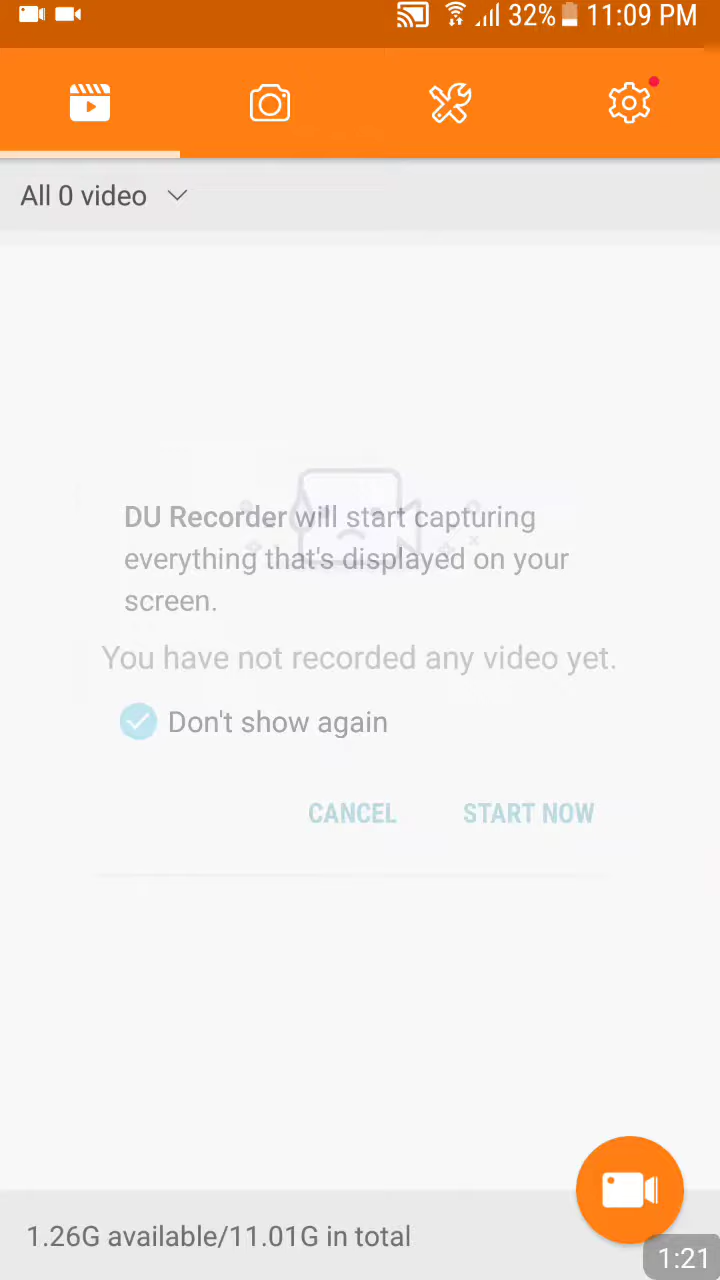 32% 11:09 PM
All 0 video
DU Recorder will start capturing
everything that's displayed on your
screen.
You have not recorded any video yet.
Don't show again
CANCEL START NOW
1.26G available/11.01G in total
1:21